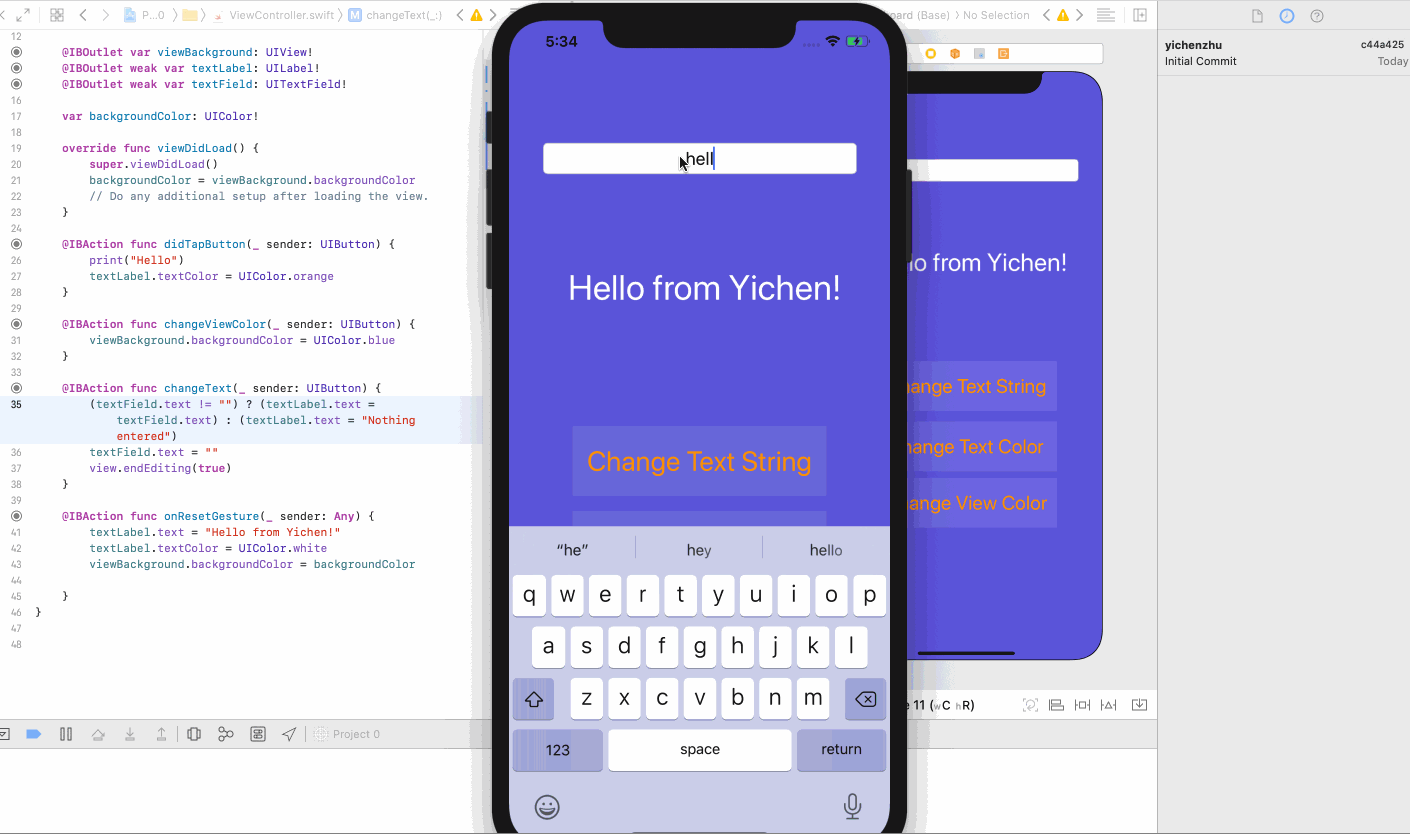 P...0 ViewController.swift M changeText(_:)
12
@IBOutlet var viewBackground: UIView!
@IBOutlet weak var textLabel: UILabel!
@IBOutlet weak var textField: UITextField!
16
17 var backgroundColor: UIColor!
18
19 override func viewDidLoad() {
20 super.viewDidLoad()
21 backgroundColor = viewBackground.backgroundColor
22 // Do any additional setup after loading the view.
23 }
24
@IBAction func didTapButton(_ sender: UIButton) {
26 print("Hello")
27 textLabel.textColor = UIColor.orange
28 }
29
@IBAction func changeViewColor(_ sender: UIButton) {
31 viewBackground.backgroundColor = UIColor.blue
32 }
33
@IBAction func changeText(_ sender: UIButton) {
35 (textField.text != "") ? (textLabel.text =
textField.text) : (textLabel.text = "Nothing
entered")
36 textField.text = ""
37 view.endEditing(true)
38 }
39
@IBAction func onResetGesture(_ sender: Any) {
41 textLabel.text = "Hello from Yichen!"
42 textLabel.textColor = UIColor.white
43 viewBackground.backgroundColor = backgroundColor
44
45 }
46 }
47
48
Project 0
5:34
hell
Hello from Yichen!
Change Text String
“he” hey hello
q w e r t y u i o p
a s d f g h j k l
z x c v b n m
123 space return
oard (Base) No Selection
lo from Yichen!
ange Text String
ange Text Color
ange View Color
e 11 (wC hR)
yichenzhu c44a425
Initial Commit Today